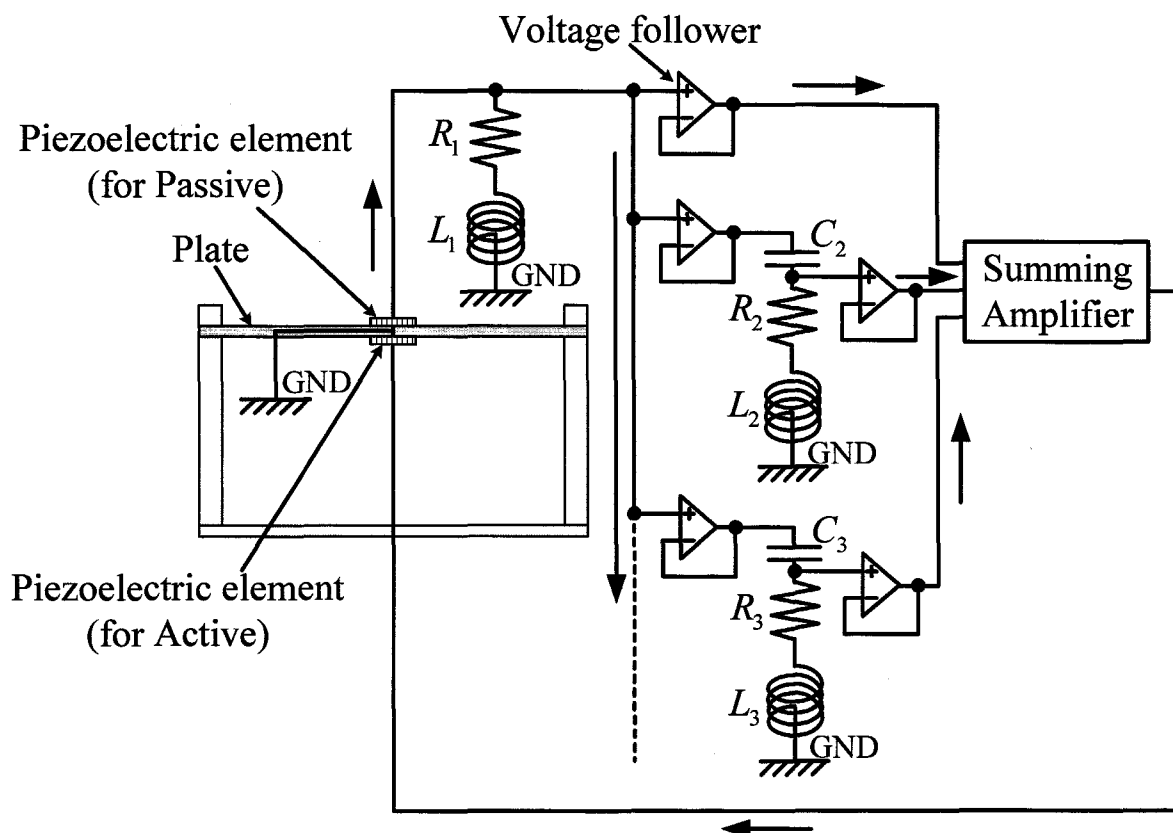 Voltage follower
Piezoelectric element
(for Passive)
Plate
R1
L1
GND
GND
C2
R2
L2
GND
Summing
Amplifier
Piezoelectric element
(for Active)
C3
R3
L3
GND